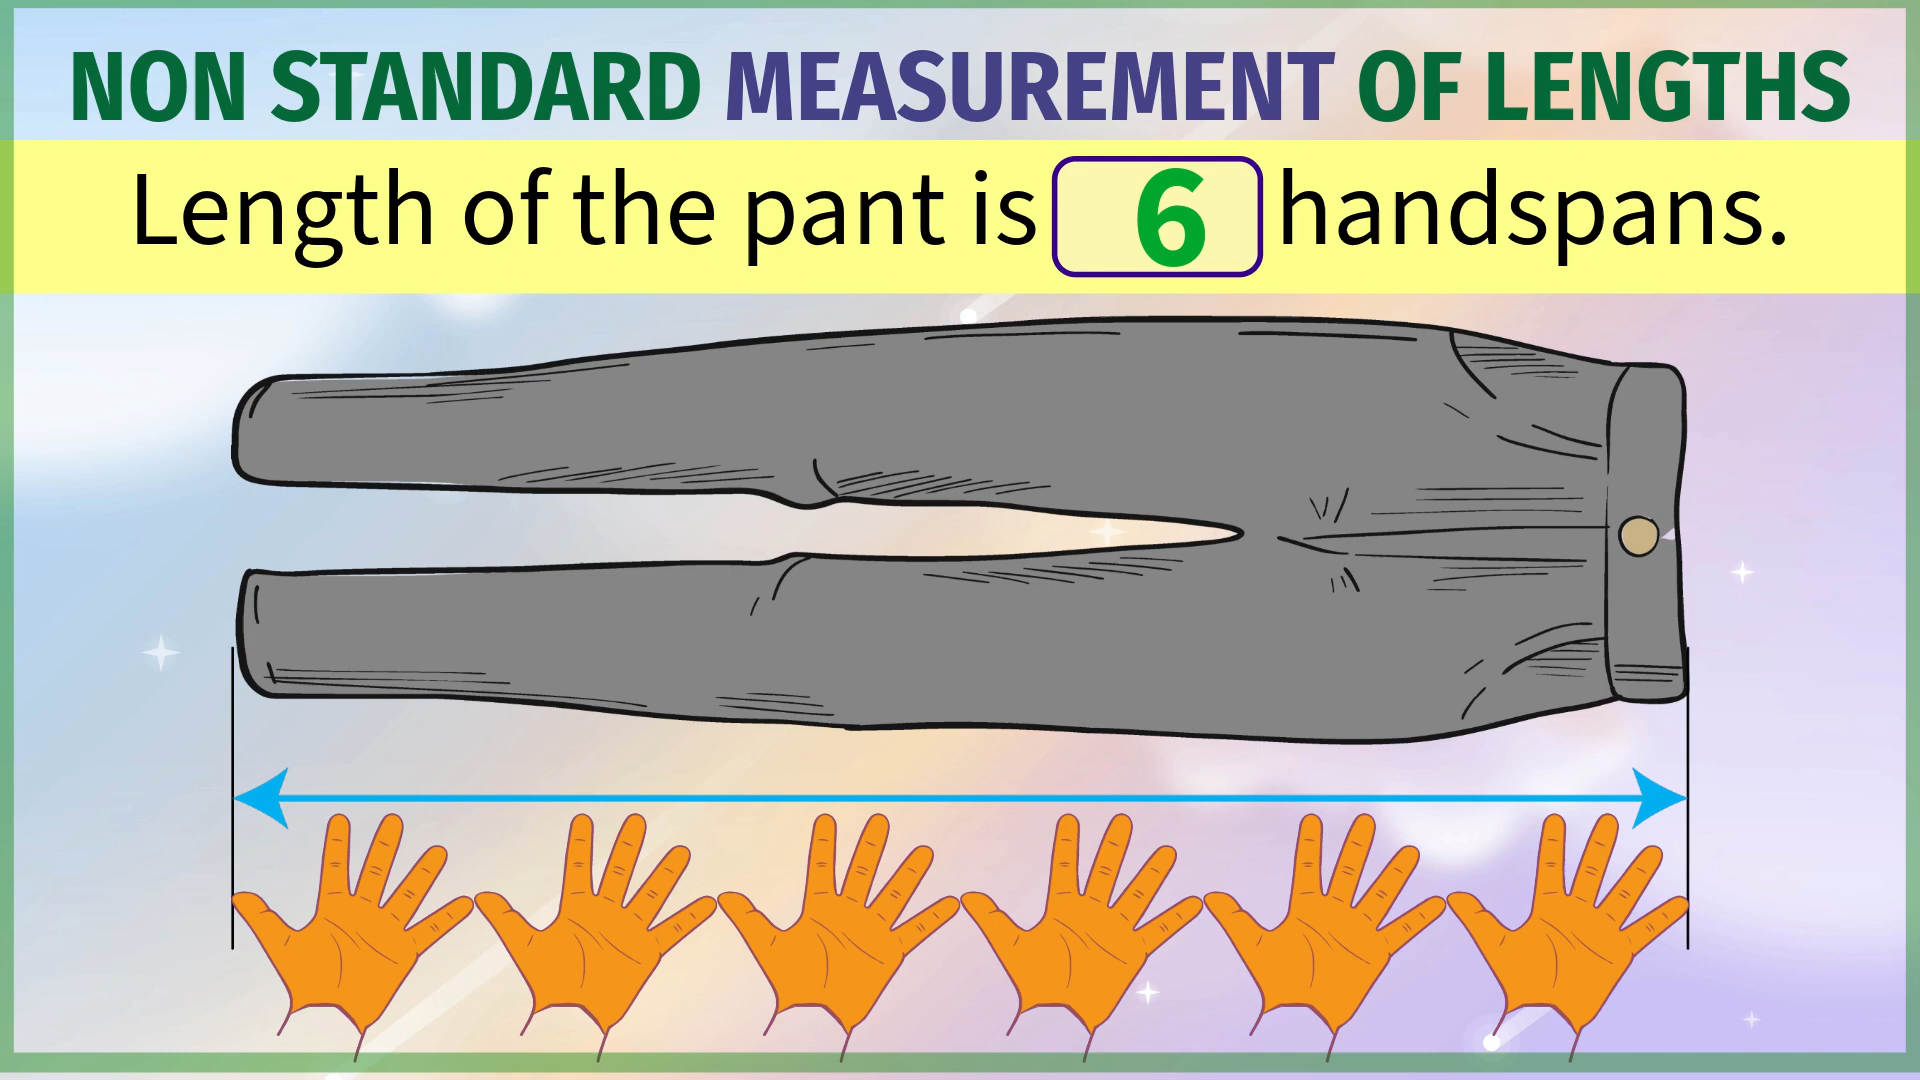 NON STANDARD MEASUREMENT OF LENGTHS
Length of the pant is 6 handspans.